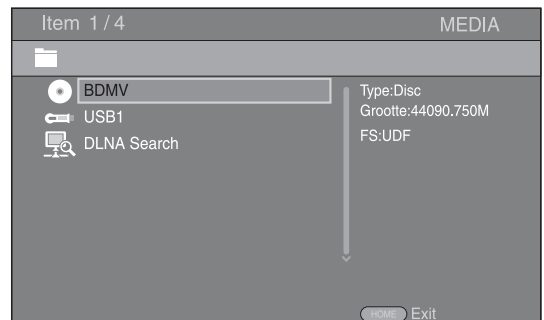 Item 1/4
MEDIA
BDMV
USB1
DLNA Search
Type:Disc
Grootte:44090.750M
FS:UDF
HOME Exit